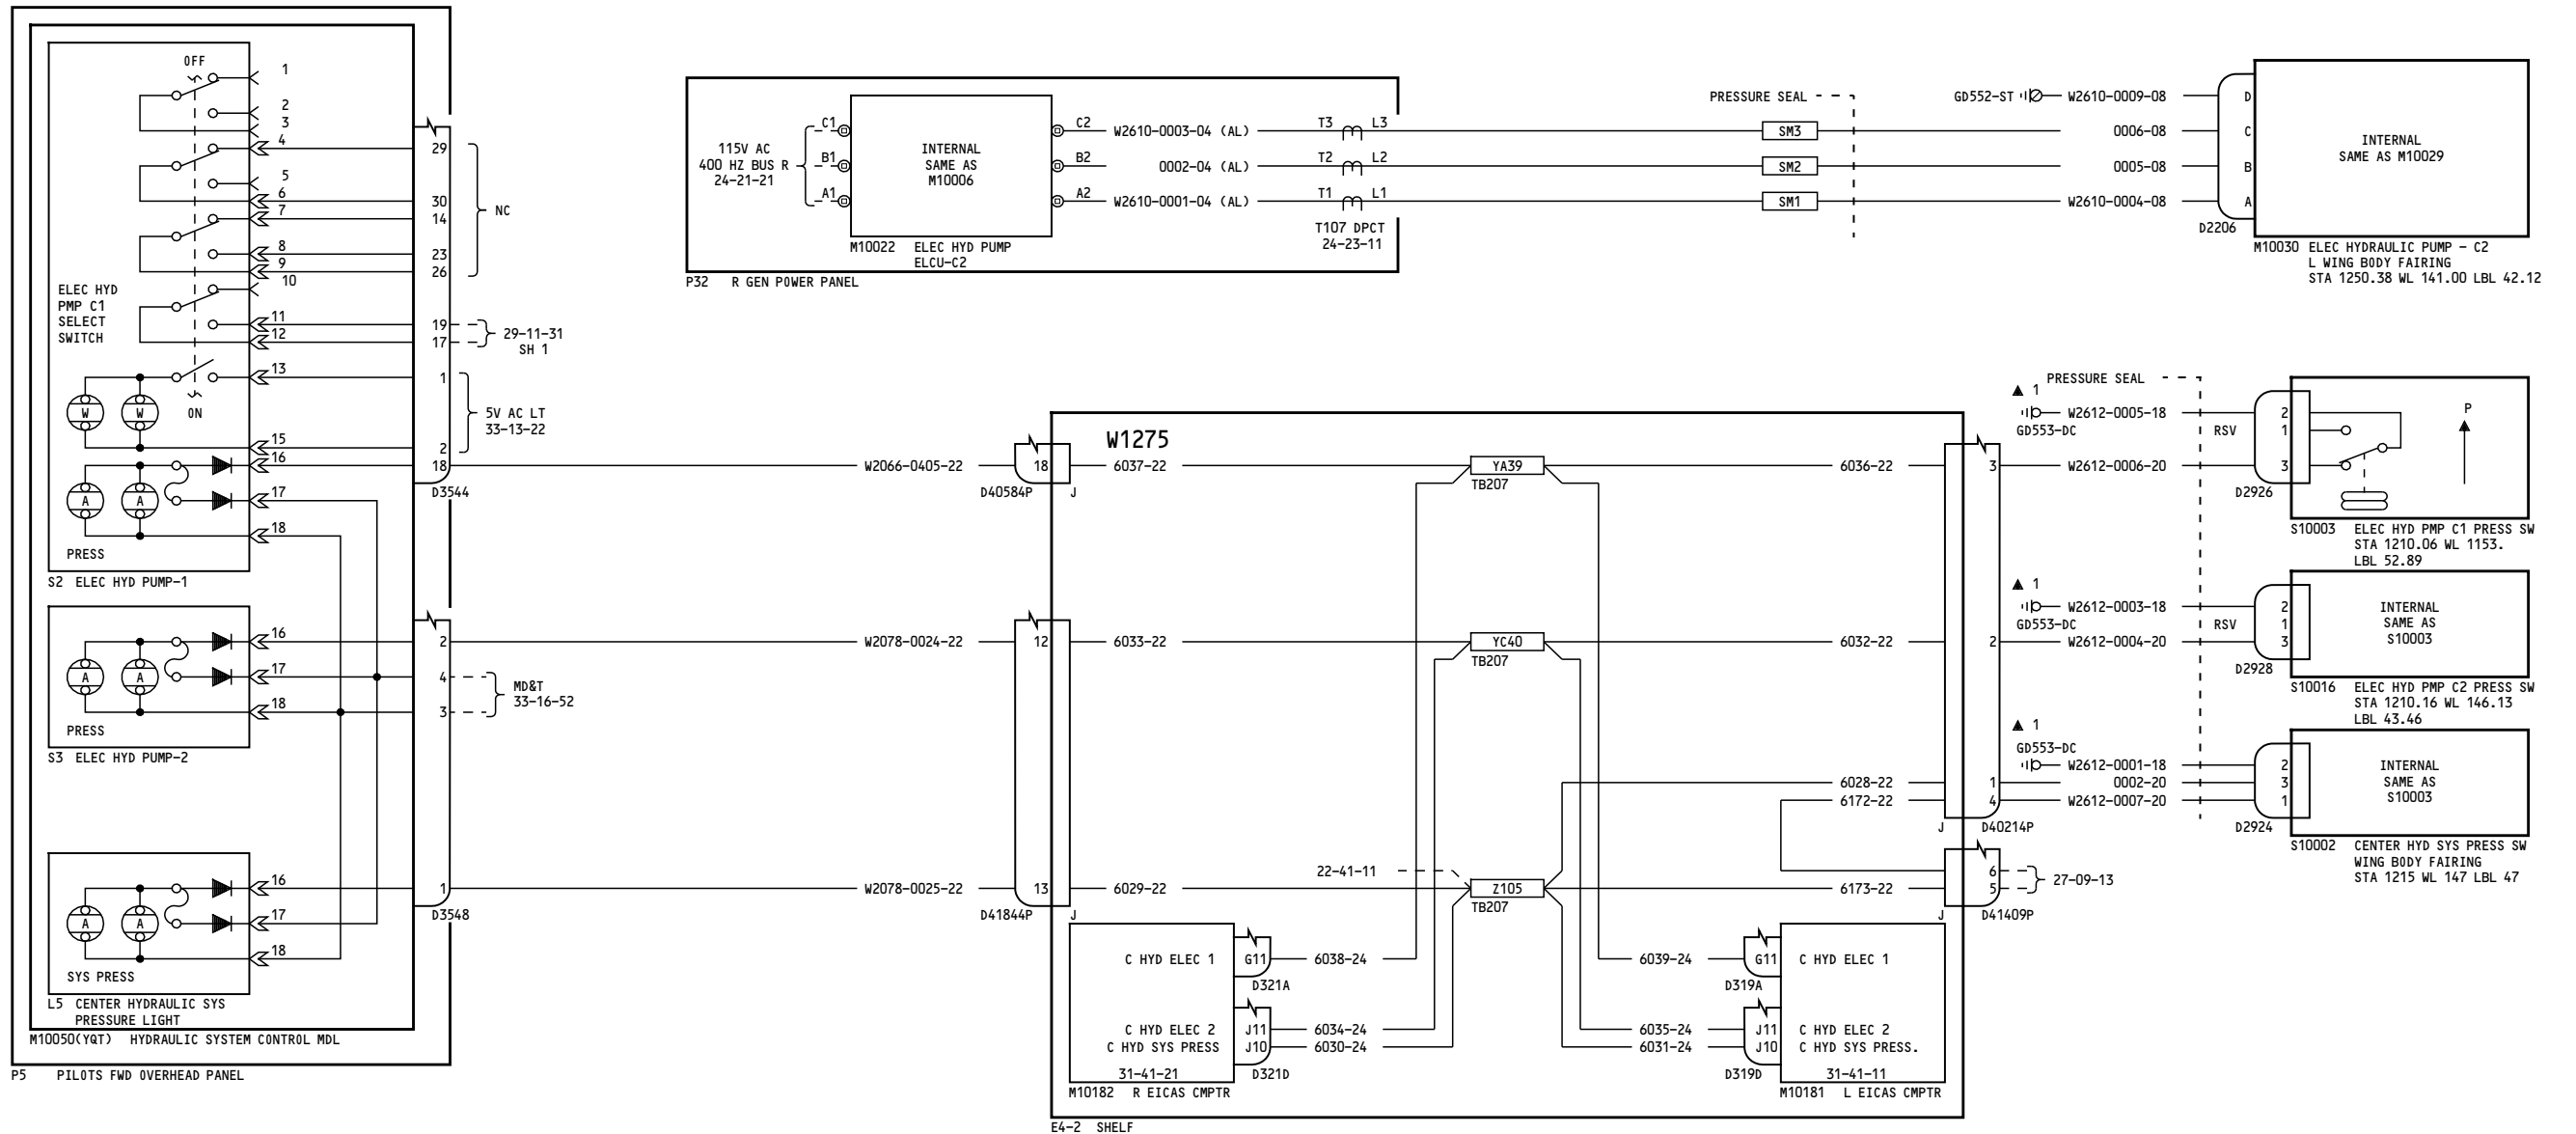 OFF
1
2
3
4
5
6
7
8
9
10
11
12
13
15
16
17
18
ELEC HYD
PMP C1
SELECT
SWITCH
ON
W W
A A
PRESS
S2 ELEC HYD PUMP-1
16
17
18
A A
PRESS
S3 ELEC HYD PUMP-2
16
17
18
A A
SYS PRESS
L5 CENTER HYDRAULIC SYS
PRESSURE LIGHT
M10050(YQT) HYDRAULIC SYSTEM CONTROL MDL
P5 PILOTS FWD OVERHEAD PANEL
29
30
14
23
26
NC
19
17
29-11-31
SH 1
1
2
5V AC LT
33-13-22
18
D3544
2
4
3
MD&T
33-16-52
1
D3548
115V AC
400 HZ BUS R
24-21-21
C1
B1
A1
INTERNAL
SAME AS
M10006
M10022 ELEC HYD PUMP
ELCU-C2
C2 W2610-0003-04 (AL) T3 L3
B2 0002-04 (AL) T2 L2
A2 W2610-0001-04 (AL) T1 L1
T107 DPCT
24-23-11
P32 R GEN POWER PANEL
PRESSURE SEAL
SM3
SM2
SM1
GD552-ST W2610-0009-08 D
0006-08 C
0005-08 B
W2610-0004-08 A
D2206
INTERNAL
SAME AS M10029
M10030 ELEC HYDRAULIC PUMP - C2
L WING BODY FAIRING
STA 1250.38 WL 141.00 LBL 42.12
W2066-0405-22 18
D40584P J
W2078-0024-22 12
W2078-0025-22 13
D41844P J
W1275
6037-22 YA39 6036-22 3
TB207
6033-22 YC40 6032-22 2
TB207
6028-22 1
6172-22 4
J D40214P
22-41-11
6029-22 Z105 6173-22
TB207
6
5
27-09-13
J D41409P
C HYD ELEC 1 G11 6038-24
D321A
C HYD ELEC 2 J11 6034-24
C HYD SYS PRESS J10 6030-24
31-41-21 D321D
M10182 R EICAS CMPTR
6039-24 G11 C HYD ELEC 1
D319A
6035-24 J11 C HYD ELEC 2
6031-24 J10 C HYD SYS PRESS.
D319D 31-41-11
M10181 L EICAS CMPTR
E4-2 SHELF
PRESSURE SEAL
▲ 1
W2612-0005-18 2
GD553-DC RSV 1
W2612-0006-20 3
D2926
P
S10003 ELEC HYD PMP C1 PRESS SW
STA 1210.06 WL 1153.
LBL 52.89
▲ 1
W2612-0003-18 2
GD553-DC RSV 1
W2612-0004-20 3
D2928
INTERNAL
SAME AS
S10003
S10016 ELEC HYD PMP C2 PRESS SW
STA 1210.16 WL 146.13
LBL 43.46
▲ 1
GD553-DC
W2612-0001-18 2
0002-20 3
W2612-0007-20 1
D2924
INTERNAL
SAME AS
S10003
S10002 CENTER HYD SYS PRESS SW
WING BODY FAIRING
STA 1215 WL 147 LBL 47